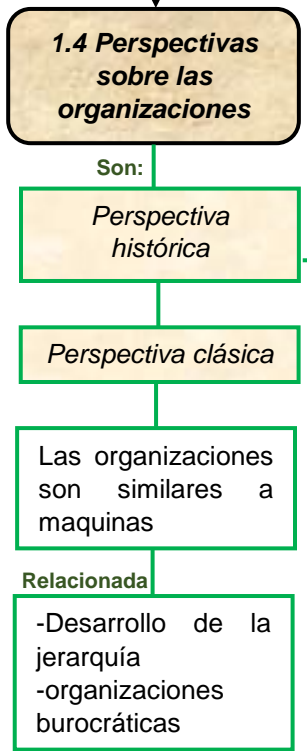 1.4 Perspectivas
sobre las
organizaciones
Son:
Perspectiva
histórica
Perspectiva clásica
Las organizaciones
son similares a
maquinas
Relacionada
-Desarrollo de la
jerarquía
-organizaciones
burocráticas